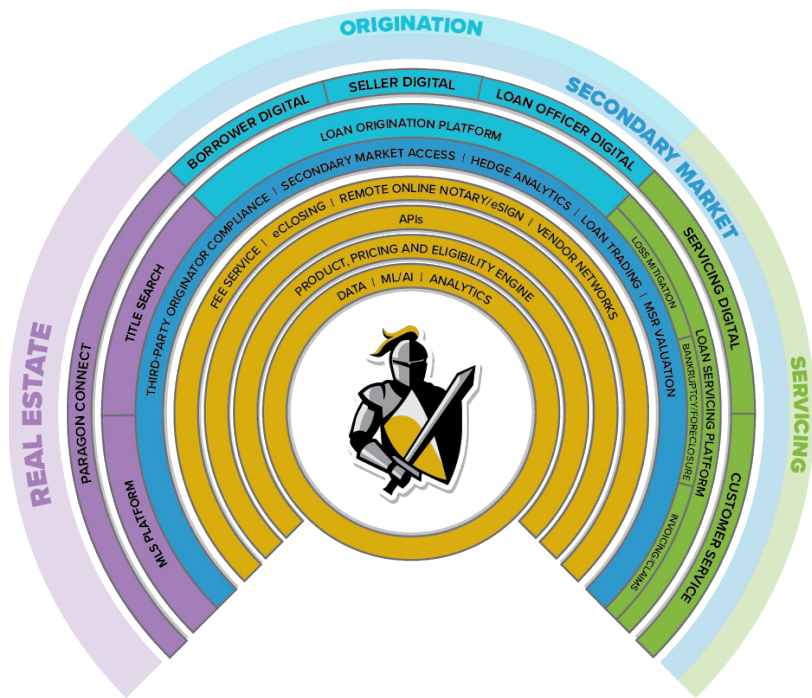 ORIGINATION
SECONDARY MARKET
REAL ESTATE
SERVICING
BORROWER DIGITAL
SELLER DIGITAL
LOAN OFFICER DIGITAL
PARAGON CONNECT
SERVICING DIGITAL
CUSTOMER SERVICE
LOAN ORIGINATION PLATFORM
TITLE SEARCH
MLS PLATFORM
LOAN SERVICING PLATFORM
LOSS MITIGATION
BANKRUPTCY/FORECLOSURE
INVOICING/CLAIMS
THIRD-PARTY ORIGINATOR COMPLIANCE | SECONDARY MARKET ACCESS | HEDGE ANALYTICS | LOAN TRADING | MSR VALUATION
FEE SERVICE | eCLOSING | REMOTE ONLINE NOTARY/eSIGN | VENDOR NETWORKS
APIs
PRODUCT, PRICING AND ELIGIBILITY ENGINE
DATA | ML/AI | ANALYTICS